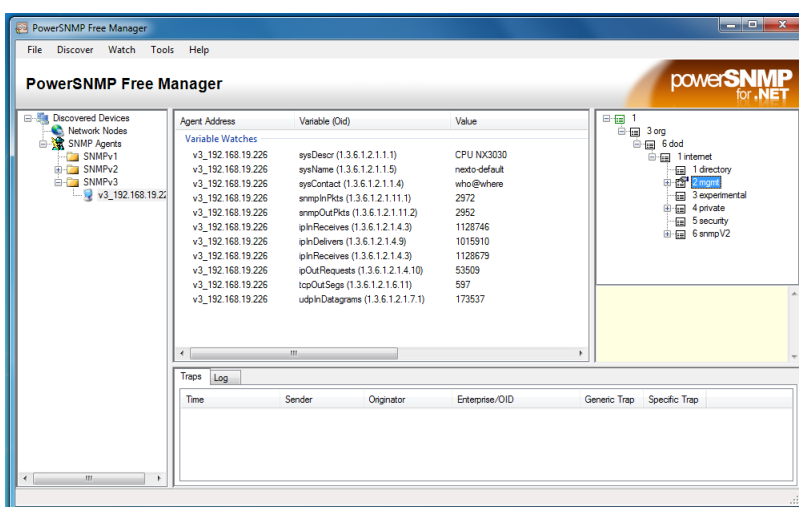 PowerSNMP Free Manager
File Discover Watch Tools Help
PowerSNMP Free Manager
powerSNMP
for .NET
Discovered Devices
Network Nodes
SNMP Agents
SNMPv1
SNMPv2
SNMPv3
v3_192.168.19.22
Agent Address Variable (Oid) Value
Variable Watches
v3_192.168.19.226 sysDescr (1.3.6.1.2.1.1.1) CPU NX3030
v3_192.168.19.226 sysName (1.3.6.1.2.1.1.5) nexto-default
v3_192.168.19.226 sysContact (1.3.6.1.2.1.1.4) who@where
v3_192.168.19.226 snmpInPkts (1.3.6.1.2.1.11.1) 2972
v3_192.168.19.226 snmpOutPkts (1.3.6.1.2.1.11.2) 2952
v3_192.168.19.226 ipInReceives (1.3.6.1.2.1.4.3) 1128746
v3_192.168.19.226 ipInDelivers (1.3.6.1.2.1.4.9) 1015910
v3_192.168.19.226 ipInReceives (1.3.6.1.2.1.4.3) 1128679
v3_192.168.19.226 ipOutRequests (1.3.6.1.2.1.4.10) 53509
v3_192.168.19.226 tcpOutSegs (1.3.6.1.2.1.6.11) 597
v3_192.168.19.226 udpInDatagrams (1.3.6.1.2.1.7.1) 173537
1
3 org
6 dod
1 internet
1 directory
2 mgmt
3 experimental
4 private
5 security
6 snmpV2
Traps Log
Time Sender Originator Enterprise/OID Generic Trap Specific Trap